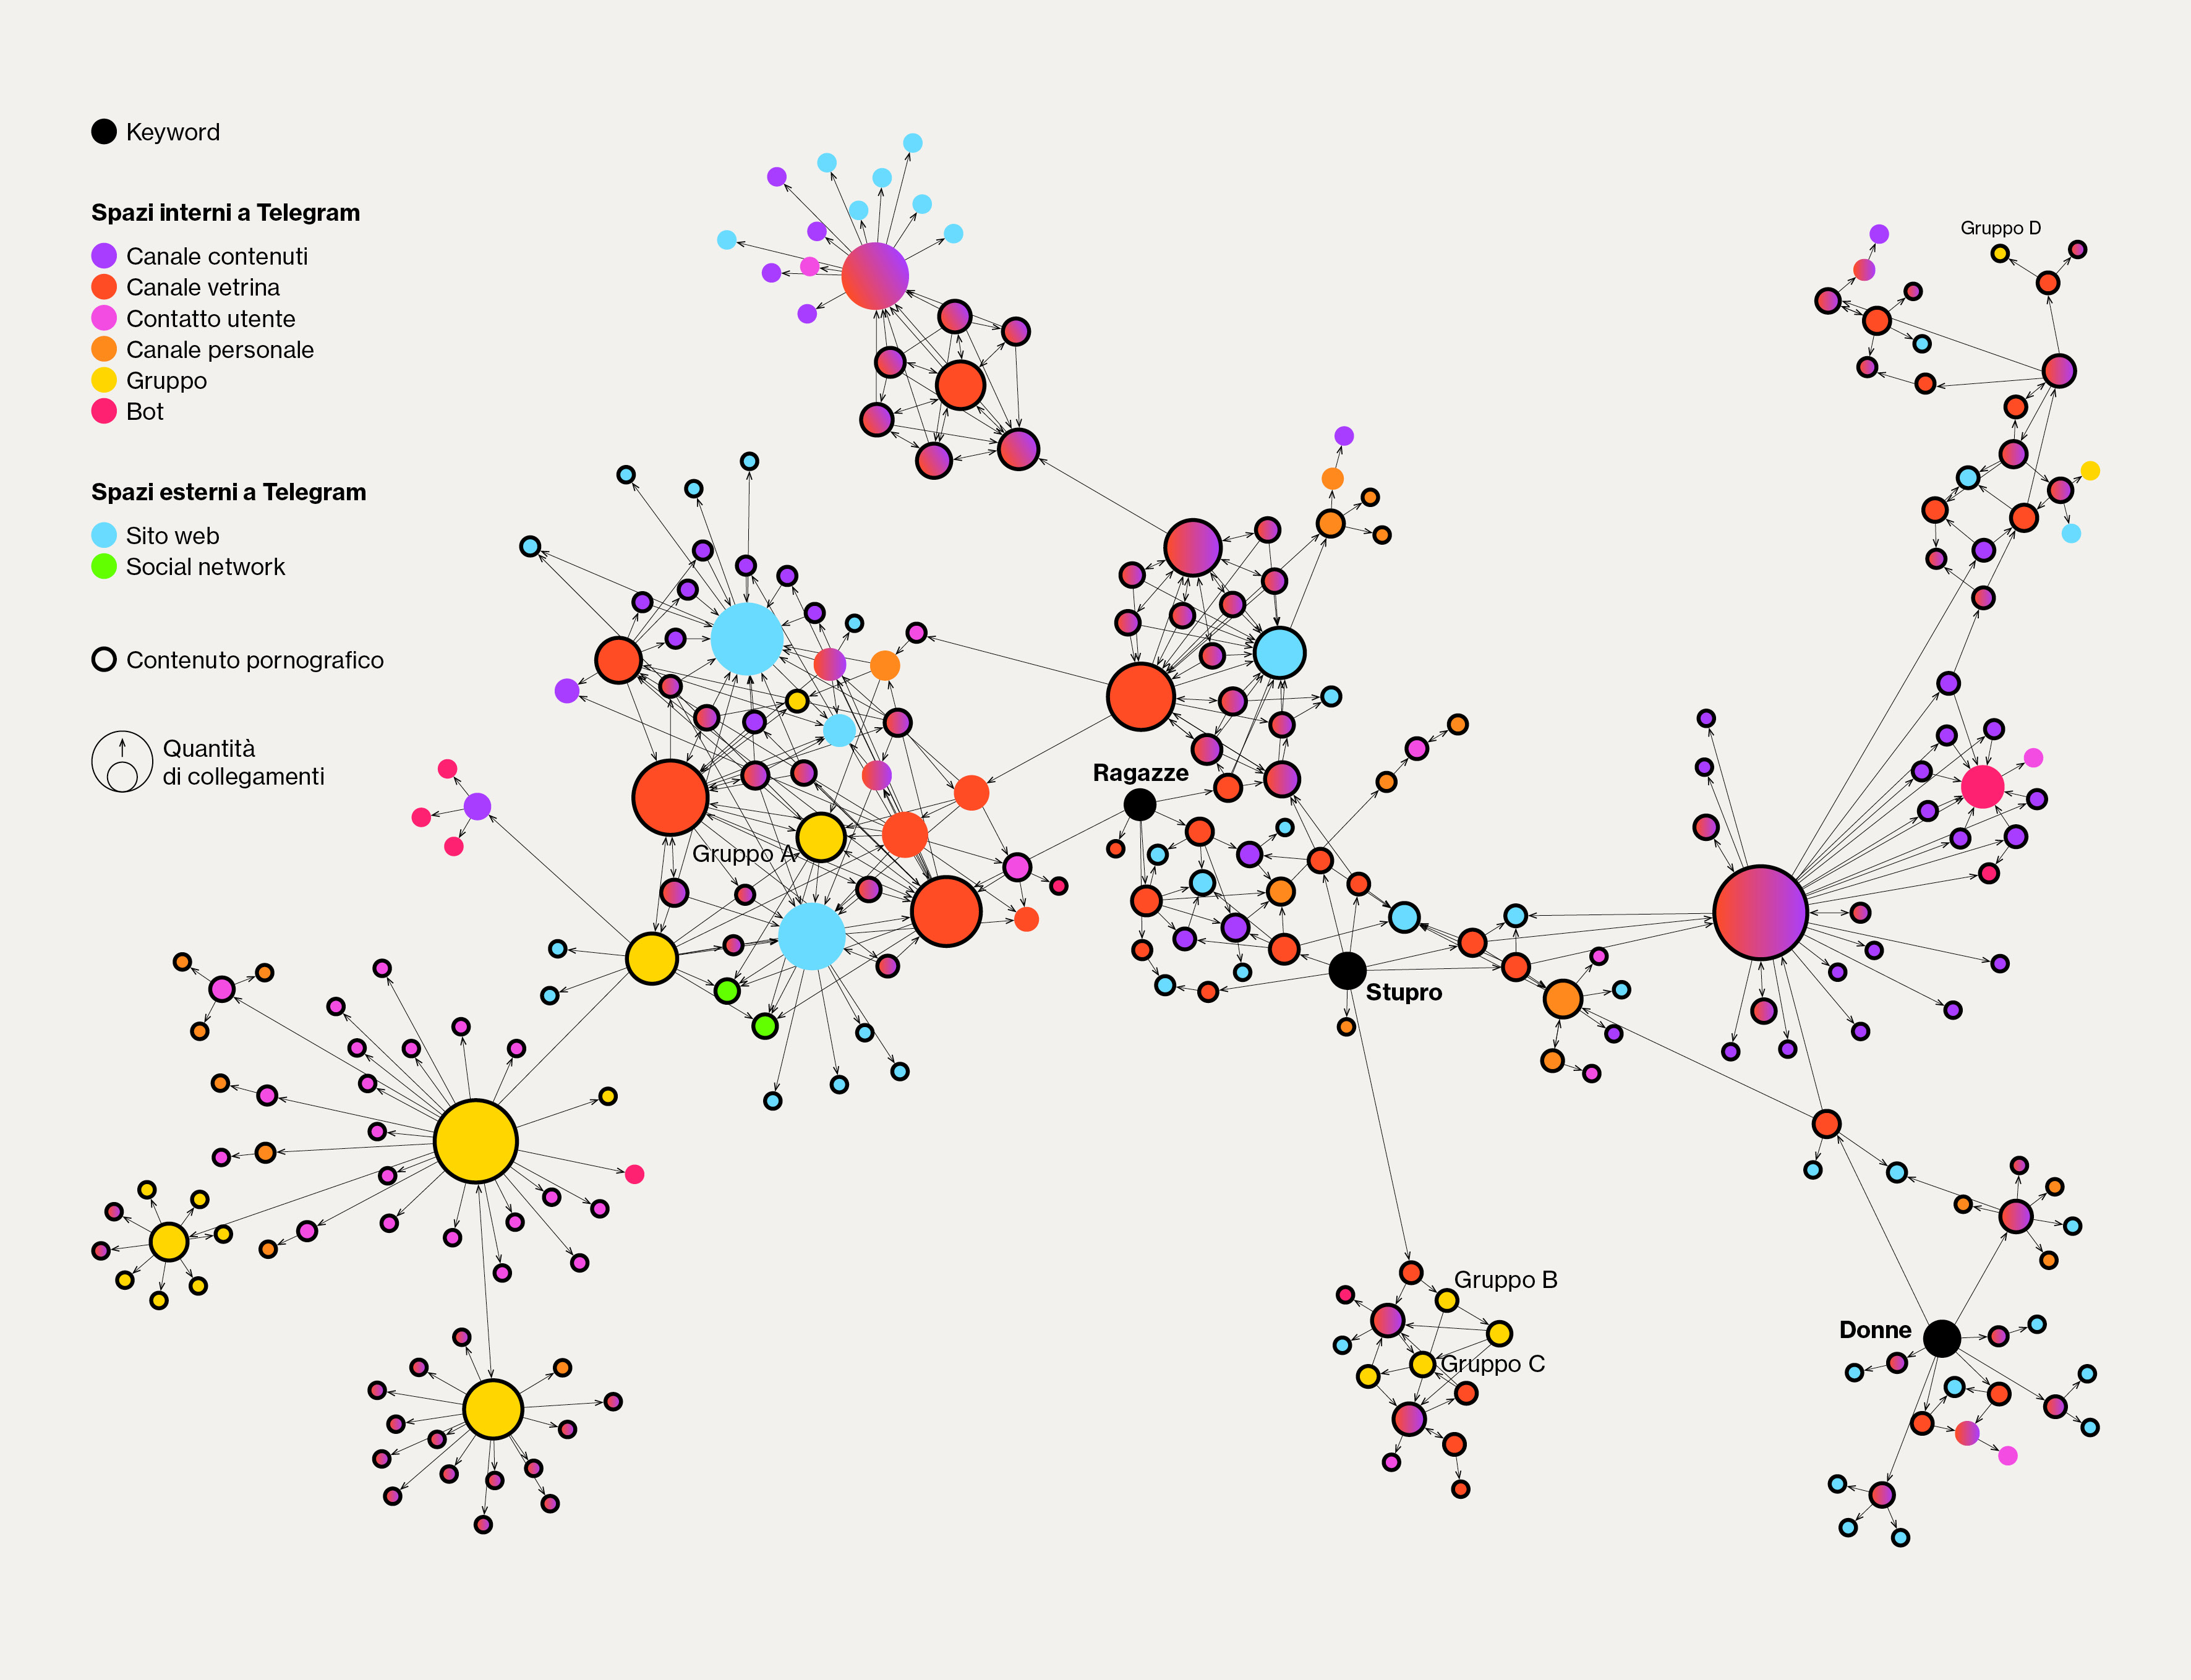 Keyword
Spazi interni a Telegram
Canale contenuti
Canale vetrina
Contatto utente
Canale personale
Gruppo
Bot
Spazi esterni a Telegram
Sito web
Social network
Contenuto pornografico
Quantità
di collegamenti
Gruppo D
Ragazze
Gruppo A
Stupro
Gruppo B
Donne
Gruppo C